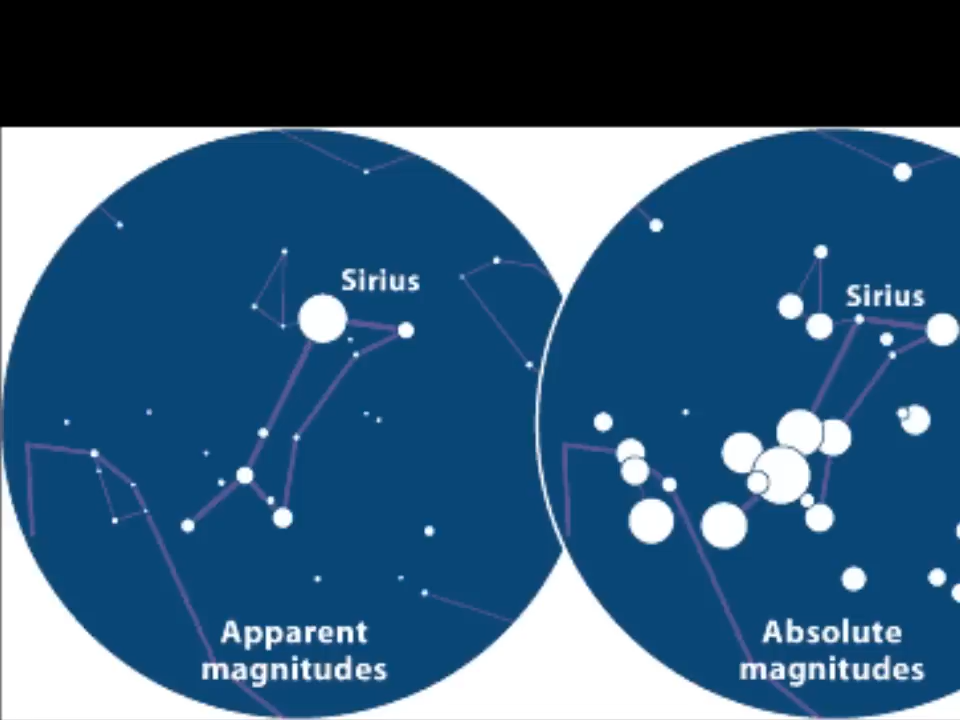 Sirius
Apparent
magnitudes
Sirius
Absolute
magnitudes